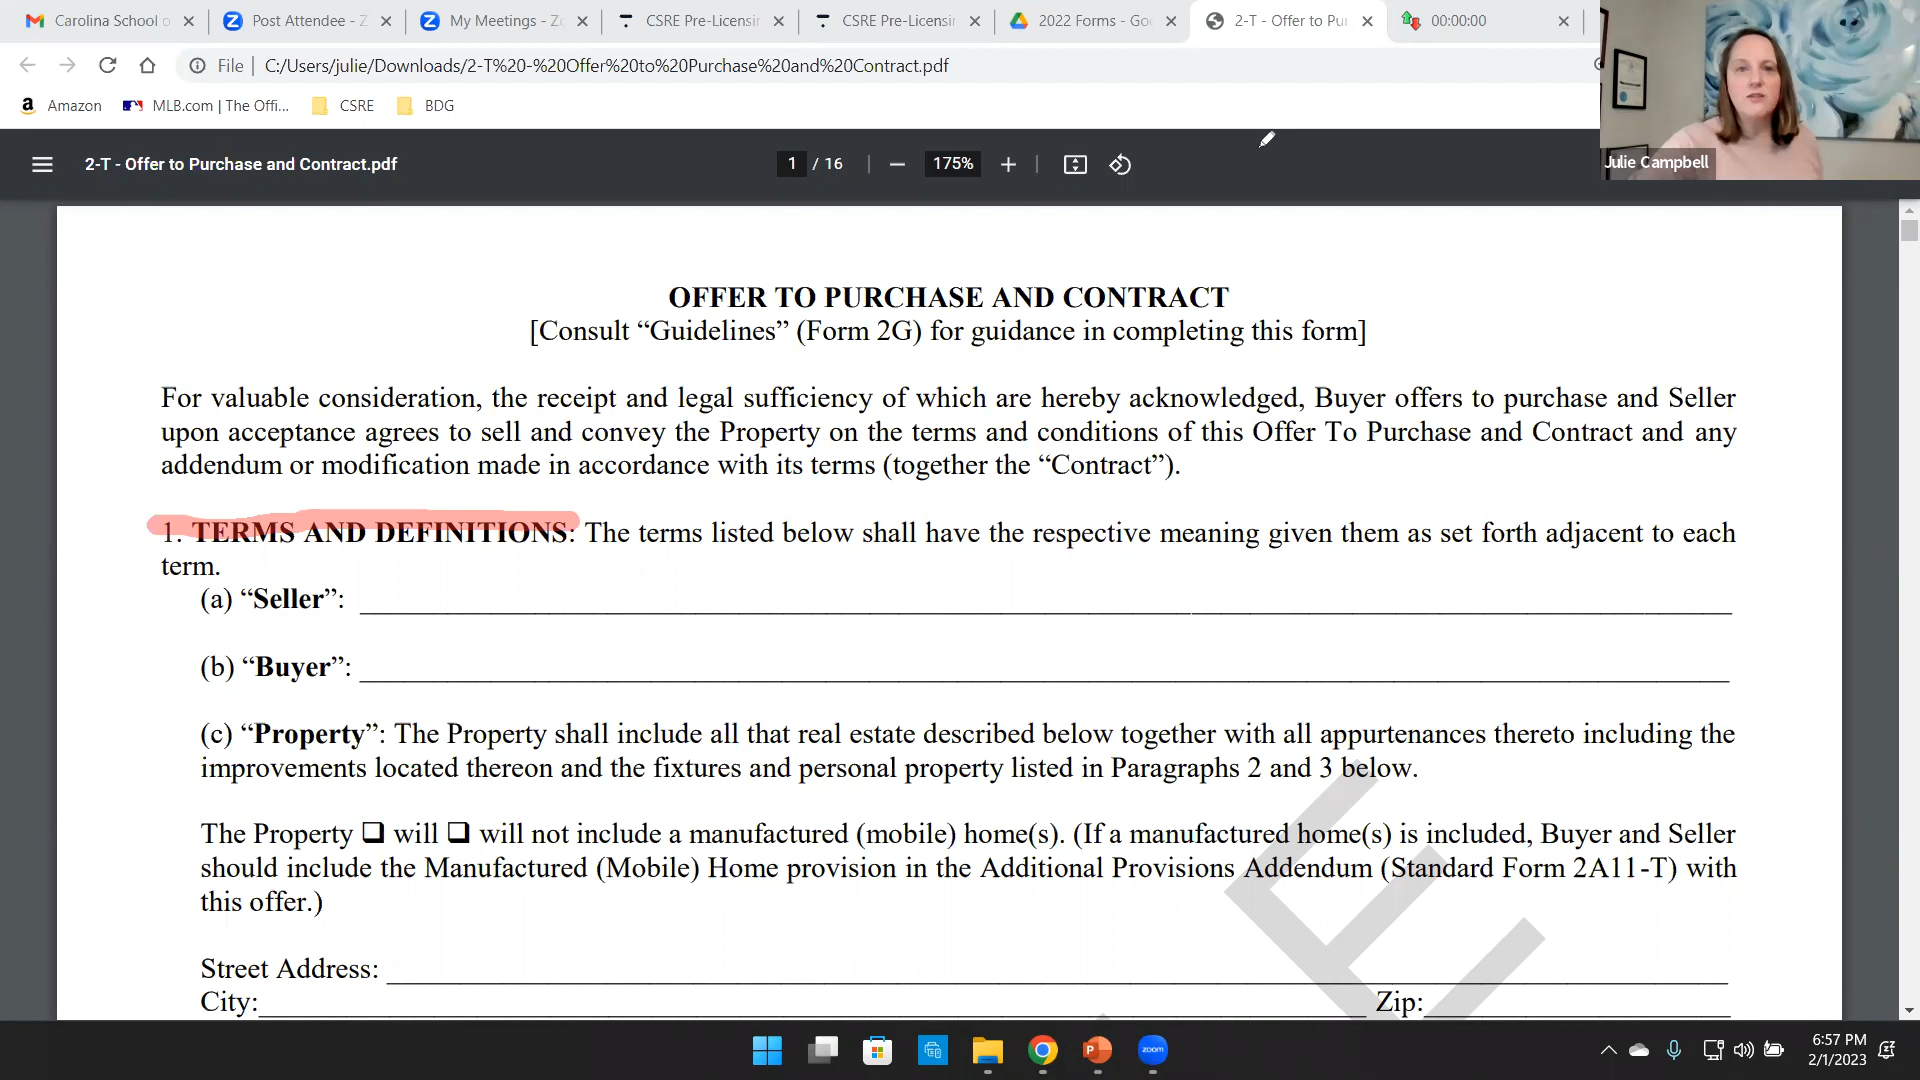 Carolina School o
Post Attendee - Z
My Meetings - Zo
CSRE Pre-Licensin
CSRE Pre-Licensin
2022 Forms - Goo
2-T - Offer to Pu
00:00:00
File
C:/Users/julie/Downloads/2-T%20-%20Offer%20to%20Purchase%20and%20Contract.pdf
Amazon
MLB.com | The Offi...
CSRE
BDG
Julie Campbell
2-T - Offer to Purchase and Contract.pdf
1 / 16
175%
OFFER TO PURCHASE AND CONTRACT
[Consult “Guidelines” (Form 2G) for guidance in completing this form]
For valuable consideration, the receipt and legal sufficiency of which are hereby acknowledged, Buyer offers to purchase and Seller
upon acceptance agrees to sell and convey the Property on the terms and conditions of this Offer To Purchase and Contract and any
addendum or modification made in accordance with its terms (together the “Contract”).
1. TERMS AND DEFINITIONS: The terms listed below shall have the respective meaning given them as set forth adjacent to each
term.
(a) “Seller”:
(b) “Buyer”:
(c) “Property”: The Property shall include all that real estate described below together with all appurtenances thereto including the
improvements located thereon and the fixtures and personal property listed in Paragraphs 2 and 3 below.
The Property ❑ will ❑ will not include a manufactured (mobile) home(s). (If a manufactured home(s) is included, Buyer and Seller
should include the Manufactured (Mobile) Home provision in the Additional Provisions Addendum (Standard Form 2A11-T) with
this offer.)
Street Address:
City: Zip:
zoom
6:57 PM
2/1/2023